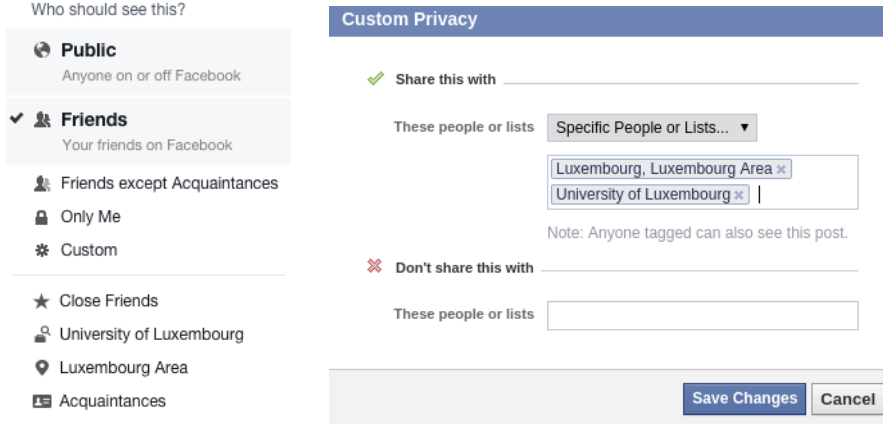 Who should see this?
Public
Anyone on or off Facebook
Friends
Your friends on Facebook
Friends except Acquaintances
Only Me
Custom
Close Friends
University of Luxembourg
Luxembourg Area
Acquaintances
Custom Privacy
Share this with
These people or lists Specific People or Lists...
Luxembourg, Luxembourg Area ×
University of Luxembourg ×
Note: Anyone tagged can also see this post.
Don't share this with
These people or lists
Save Changes Cancel